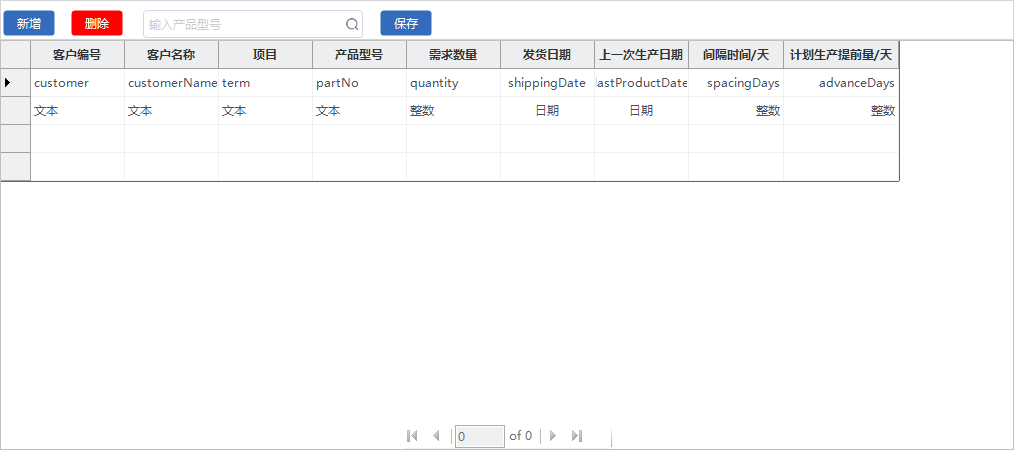 新增 删除 输入产品型号 保存
客户编号 客户名称 项目 产品型号 需求数量 发货日期 上一次生产日期 间隔时间/天 计划生产提前量/天
customer customerName term partNo quantity shippingDate lastProductDate spacingDays advanceDays
文本 文本 文本 文本 整数 日期 日期 整数 整数
0 of 0